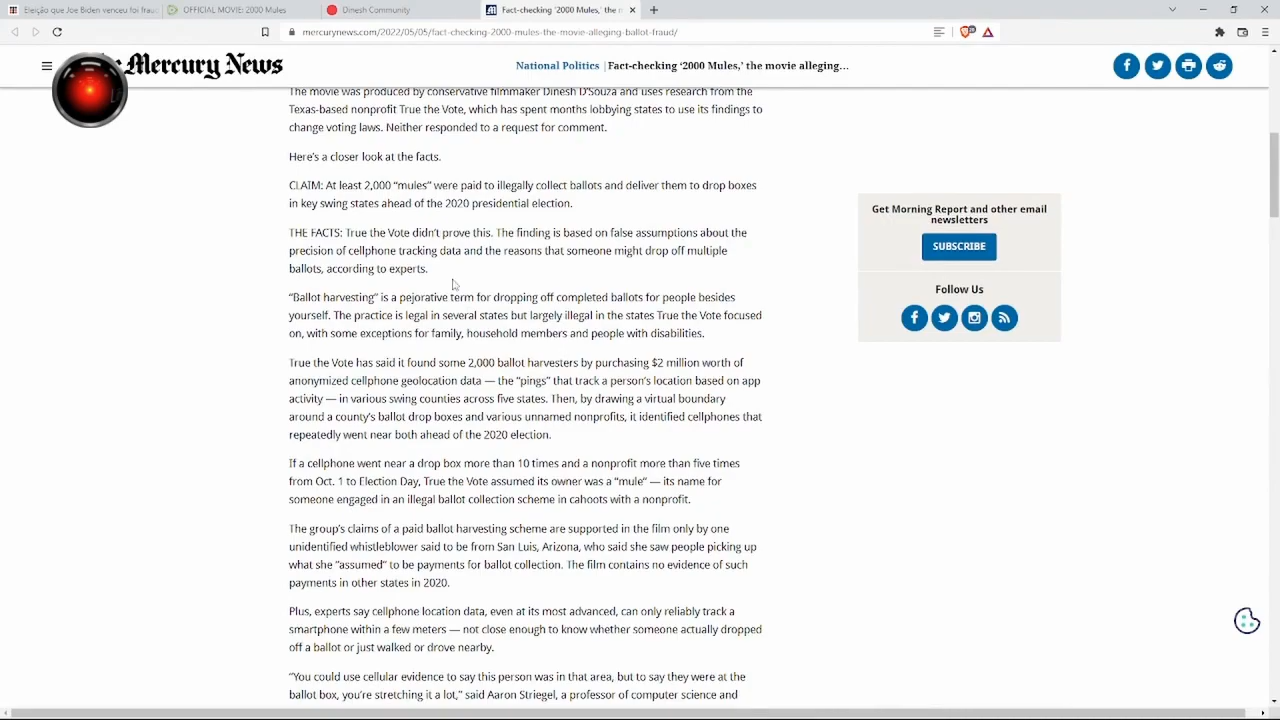 Eleição que Joe Biden venceu foi frau
OFFICIAL MOVIE: 2000 Mules
Dinesh Community
Fact-checking '2000 Mules,' the m
mercurynews.com/2022/05/05/fact-checking-2000-mules-the-movie-alleging-ballot-fraud/
Mercury News
National Politics | Fact-checking ‘2000 Mules,’ the movie alleging...
The movie was produced by conservative filmmaker Dinesh D’Souza and uses research from the
Texas-based nonprofit True the Vote, which has spent months lobbying states to use its findings to
change voting laws. Neither responded to a request for comment.
Here’s a closer look at the facts.
CLAIM: At least 2,000 “mules” were paid to illegally collect ballots and deliver them to drop boxes
in key swing states ahead of the 2020 presidential election.
THE FACTS: True the Vote didn’t prove this. The finding is based on false assumptions about the
precision of cellphone tracking data and the reasons that someone might drop off multiple
ballots, according to experts.
“Ballot harvesting” is a pejorative term for dropping off completed ballots for people besides
yourself. The practice is legal in several states but largely illegal in the states True the Vote focused
on, with some exceptions for family, household members and people with disabilities.
True the Vote has said it found some 2,000 ballot harvesters by purchasing $2 million worth of
anonymized cellphone geolocation data — the “pings” that track a person’s location based on app
activity — in various swing counties across five states. Then, by drawing a virtual boundary
around a county’s ballot drop boxes and various unnamed nonprofits, it identified cellphones that
repeatedly went near both ahead of the 2020 election.
If a cellphone went near a drop box more than 10 times and a nonprofit more than five times
from Oct. 1 to Election Day, True the Vote assumed its owner was a “mule” — its name for
someone engaged in an illegal ballot collection scheme in cahoots with a nonprofit.
The group’s claims of a paid ballot harvesting scheme are supported in the film only by one
unidentified whistleblower said to be from San Luis, Arizona, who said she saw people picking up
what she “assumed” to be payments for ballot collection. The film contains no evidence of such
payments in other states in 2020.
Plus, experts say cellphone location data, even at its most advanced, can only reliably track a
smartphone within a few meters — not close enough to know whether someone actually dropped
off a ballot or just walked or drove nearby.
“You could use cellular evidence to say this person was in that area, but to say they were at the
ballot box, you’re stretching it a lot,” said Aaron Striegel, a professor of computer science and
Get Morning Report and other email
newsletters
SUBSCRIBE
Follow Us